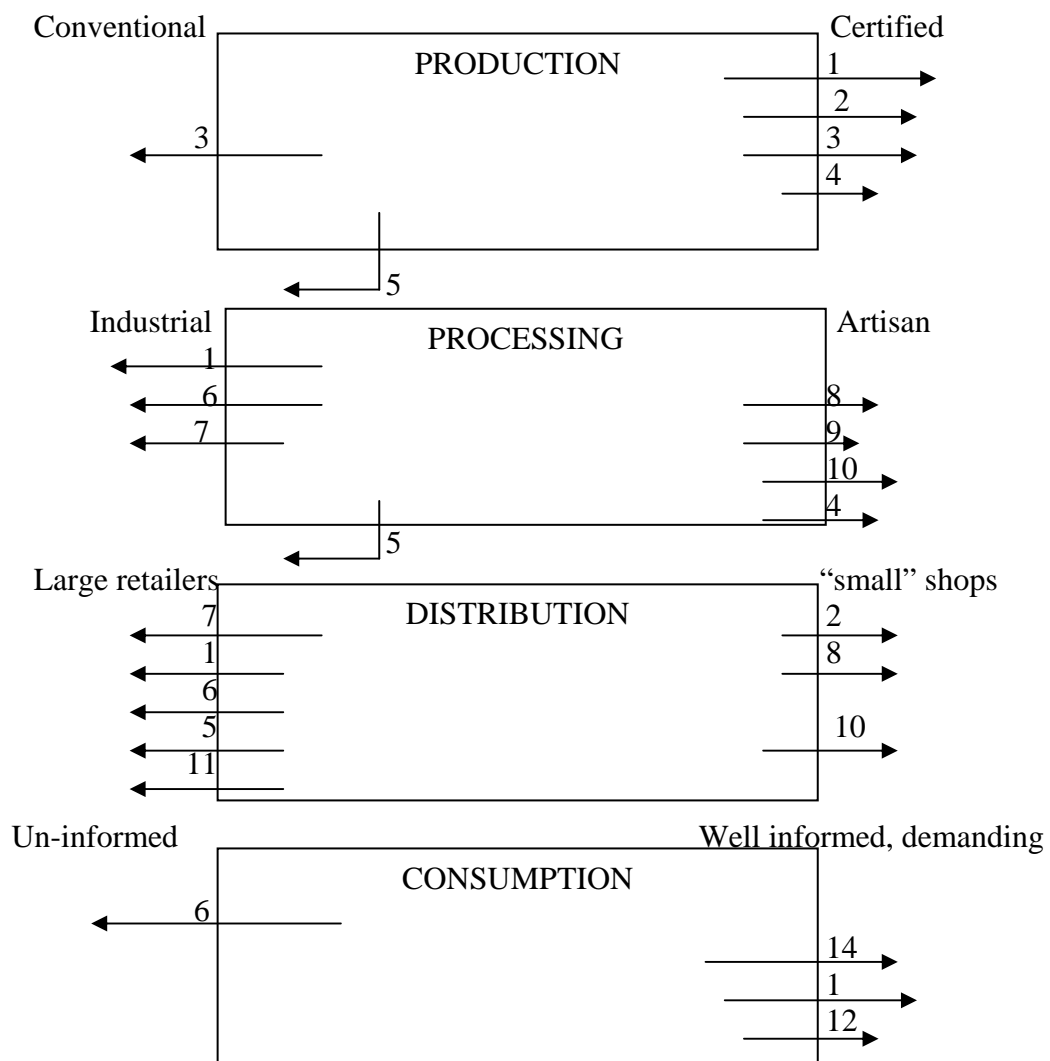 Conventional Certified
PRODUCTION
1
2
3 3
4
5
Industrial Artisan
PROCESSING
1
6 8
7 9
10
4
5
Large retailers “small” shops
DISTRIBUTION
7 2
1 8
6
5 10
11
Un-informed Well informed, demanding
CONSUMPTION
6
14
1
12